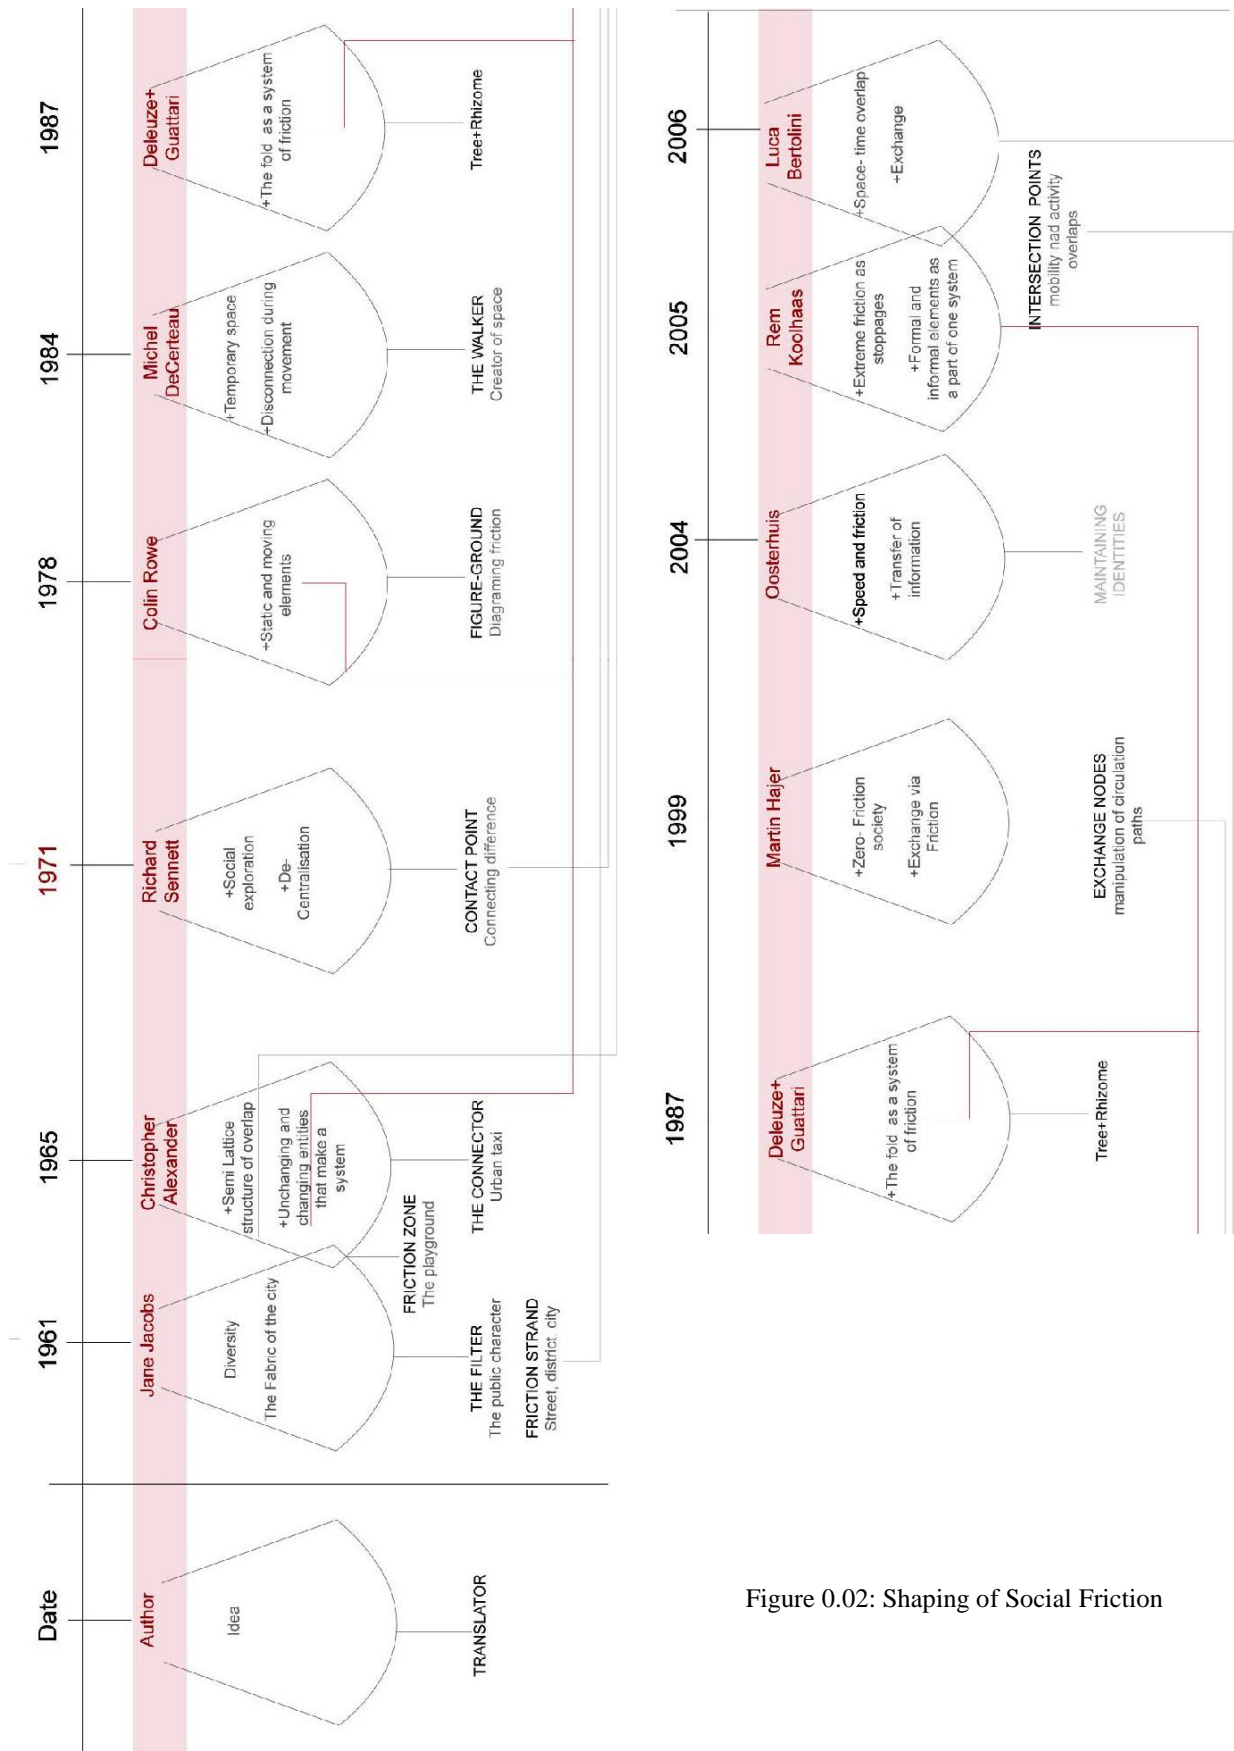 Date
Author
Idea
TRANSLATOR
1961
Jane Jacobs
Diversity
The Fabric of the city
THE FILTER
The public character
FRICTION STRAND
Street, district. city
FRICTION ZONE
The playground
1965
Christopher
Alexander
+Semi Lattice
structure of overlap
+Unchanging and
changing entities
that make a
system
THE CONNECTOR
Urban taxi
1971
Richard
Sennett
+Social
exploration
+De-
Centralisation
CONTACT POINT
Connecting difference
1978
Colin Rowe
+Static and moving
elements
FIGURE-GROUND
Diagraming friction
1984
Michel
DeCerteau
+Temporary space
+Disconnection during
movement
THE WALKER
Creator of space
1987
Deleuze+
Guattari
+The fold as a system
of friction
Tree+Rhizome
1987
Deleuze+
Guattari
+The fold as a system
of friction
Tree+Rhizome
1999
Martin Hajer
+Zero- Friction
society
+Exchange via
Friction
EXCHANGE NODES
manipulation of circulation
paths
2004
Oosterhuis
+Speed and friction
+Transfer of
information
MAINTAINING
IDENTITIES
2005
Rem
Koolhaas
+Extreme friction as
stoppages
+Formal and
informal elements as
a part of one system
INTERSECTION POINTS
mobility nad activity
overlaps
2006
Luca
Bertolini
+Space- time overlap
+Exchange
Figure 0.02: Shaping of Social Friction